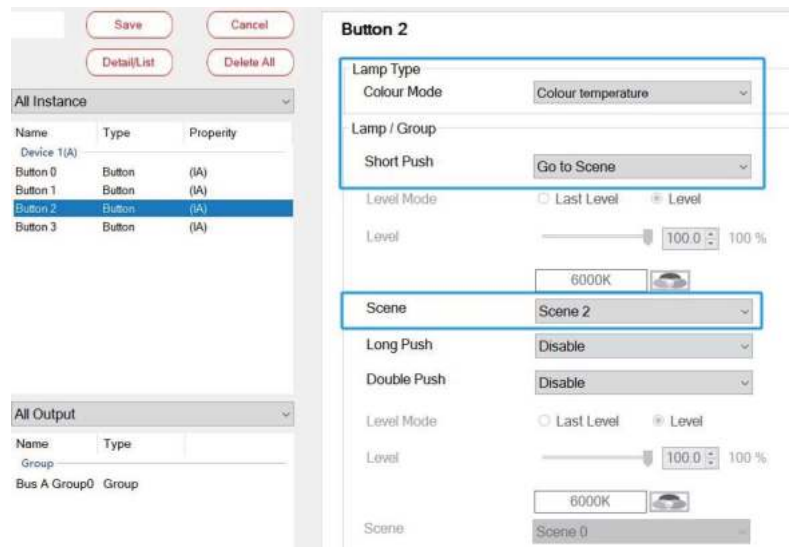 Save Cancel
Detail/List Delete All
All Instance
Name Type Properity
Device 1(A)
Button 0 Button (IA)
Button 1 Button (IA)
Button 2 Button (IA)
Button 3 Button (IA)
All Output
Name Type
Group
Bus A Group0 Group
Button 2
Lamp Type
Colour Mode Colour temperature
Lamp / Group
Short Push Go to Scene
Level Mode Last Level Level
Level 100.0 100 %
6000K
Scene Scene 2
Long Push Disable
Double Push Disable
Level Mode Last Level Level
Level 100.0 100 %
6000K
Scene Scene 0